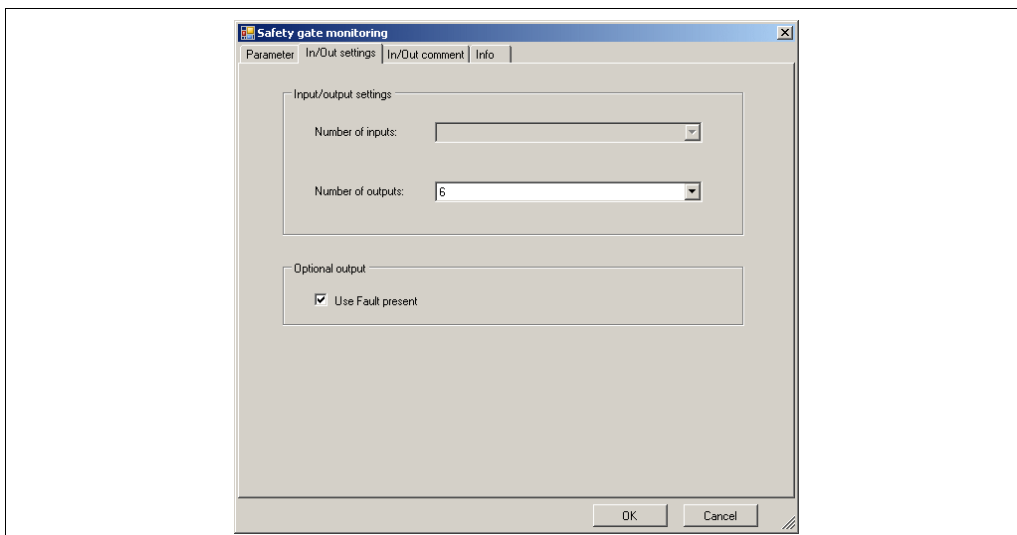 Safety gate monitoring
Parameter In/Out settings In/Out comment Info
Input/output settings
Number of inputs:
Number of outputs: 6
Optional output
Use Fault present
OK Cancel